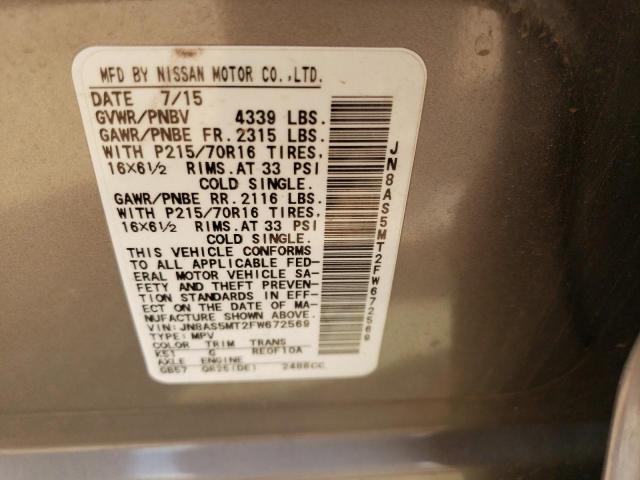 MFD BY NISSAN MOTOR CO.,LTD.
DATE 7/15
GVWR/PNBV 4339 LBS.
GAWR/PNBE FR. 2315 LBS.
WITH P215/70R16 TIRES,
16X6½ RIMS.AT 33 PSI
COLD SINGLE.
GAWR/PNBE RR. 2116 LBS.
WITH P215/70R16 TIRES,
16X6½ RIMS.AT 33 PSI
COLD SINGLE.
THIS VEHICLE CONFORMS
TO ALL APPLICABLE FED-
ERAL MOTOR VEHICLE SA-
FETY AND THEFT PREVEN-
TION STANDARDS IN EFF-
ECT ON THE DATE OF MA-
NUFACTURE SHOWN ABOVE.
VIN: JN8AS5MT2FW672569
TYPE: MPV
COLOR TRIM TRANS
K51 G RE0F10A
AXLE ENGINE
GB57 QR25(DE) 2488CC
JN8AS5MT2FW672569